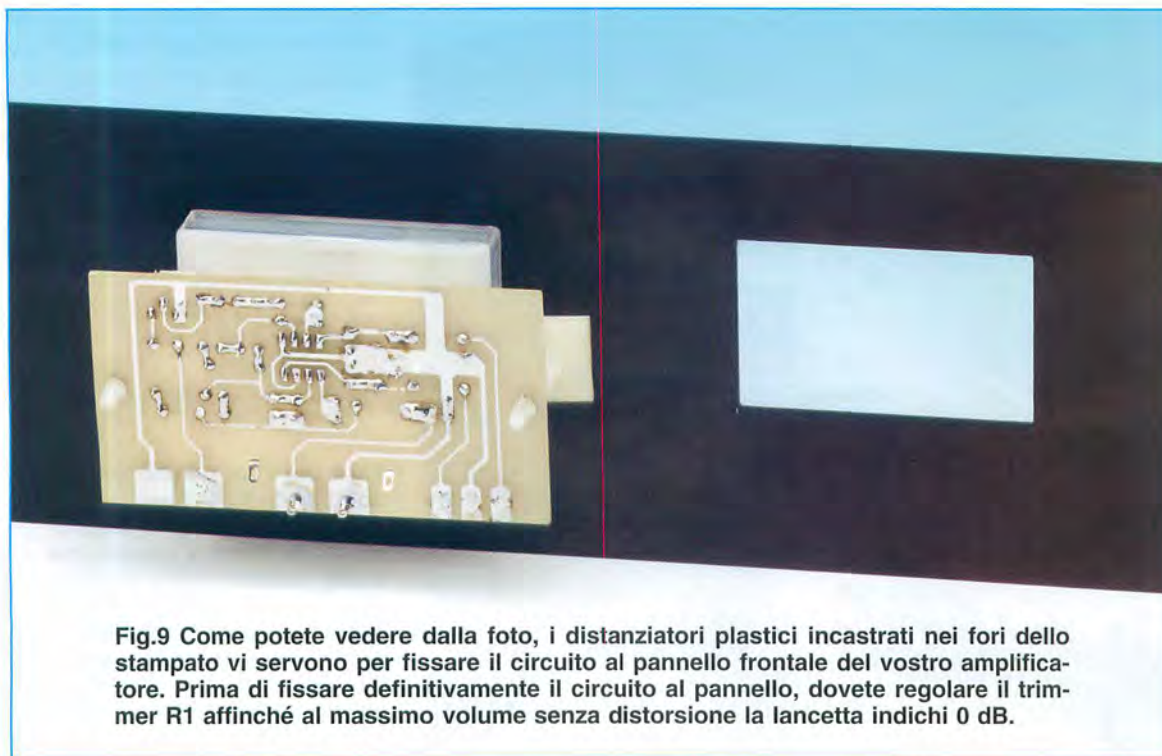 Fig.9 Come potete vedere dalla foto, i distanziatori plastici incastrati nei fori dello
stampato vi servono per fissare il circuito al pannello frontale del vostro amplifica-
tore. Prima di fissare definitivamente il circuito al pannello, dovete regolare il trim-
mer R1 affinché al massimo volume senza distorsione la lancetta indichi 0 dB.